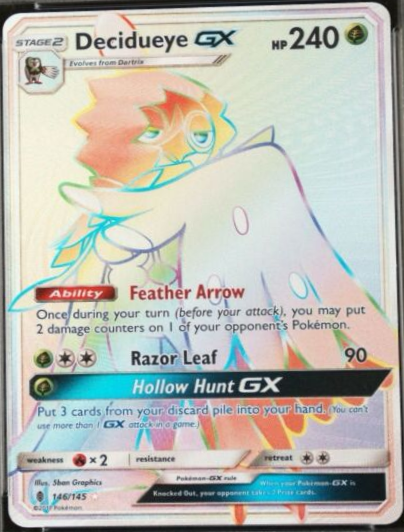 STAGE 2 Decidueye GX HP 240
Evolves from Dartrix
Ability Feather Arrow
Once during your turn (before your attack), you may put
2 damage counters on 1 of your opponent's Pokémon.
Razor Leaf 90
Hollow Hunt GX
Put 3 cards from your discard pile into your hand. (You can't
use more than 1 GX attack in a game.)
weakness ×2 resistance retreat
Illus. 5ban Graphics
Pokémon-GX rule
When your Pokémon-GX is
Knocked Out, your opponent takes 2 Prize cards.
146/145
©2017 Pokémon